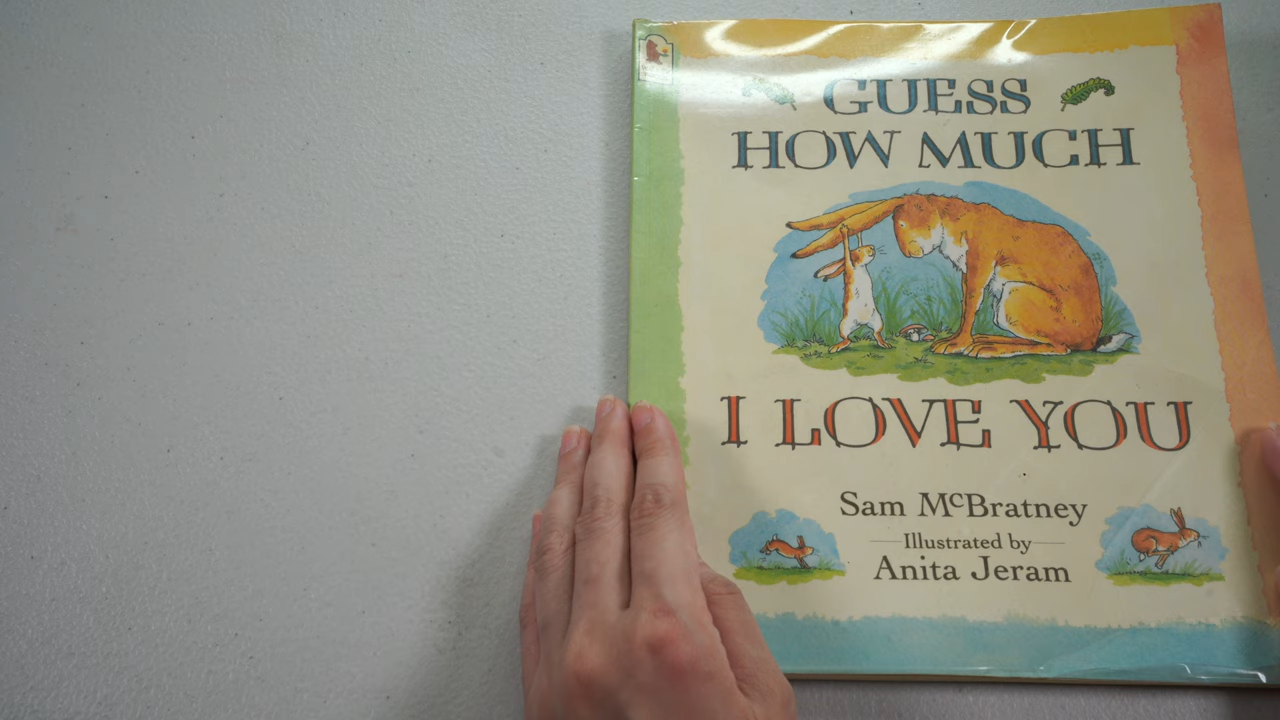 GUESS
HOW MUCH
I LOVE YOU
Sam McBratney
Illustrated by
Anita Jeram